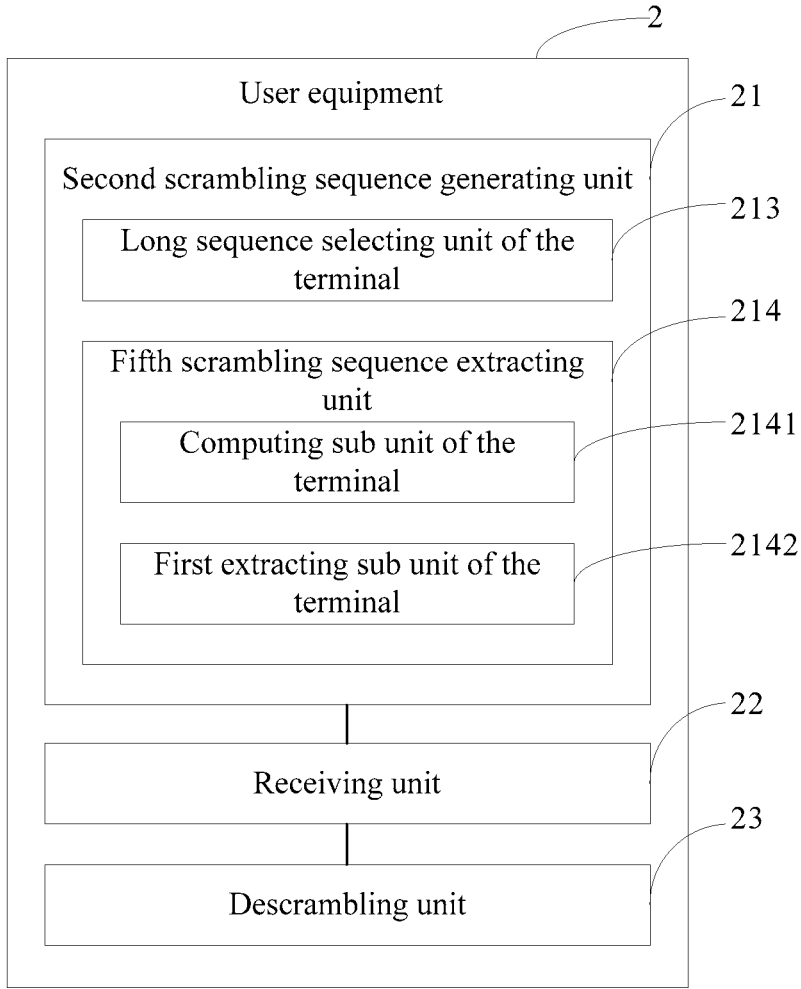 2
User equipment
21
Second scrambling sequence generating unit
213
Long sequence selecting unit of the
terminal
214
Fifth scrambling sequence extracting
unit
2141
Computing sub unit of the
terminal
2142
First extracting sub unit of the
terminal
22
Receiving unit
23
Descrambling unit